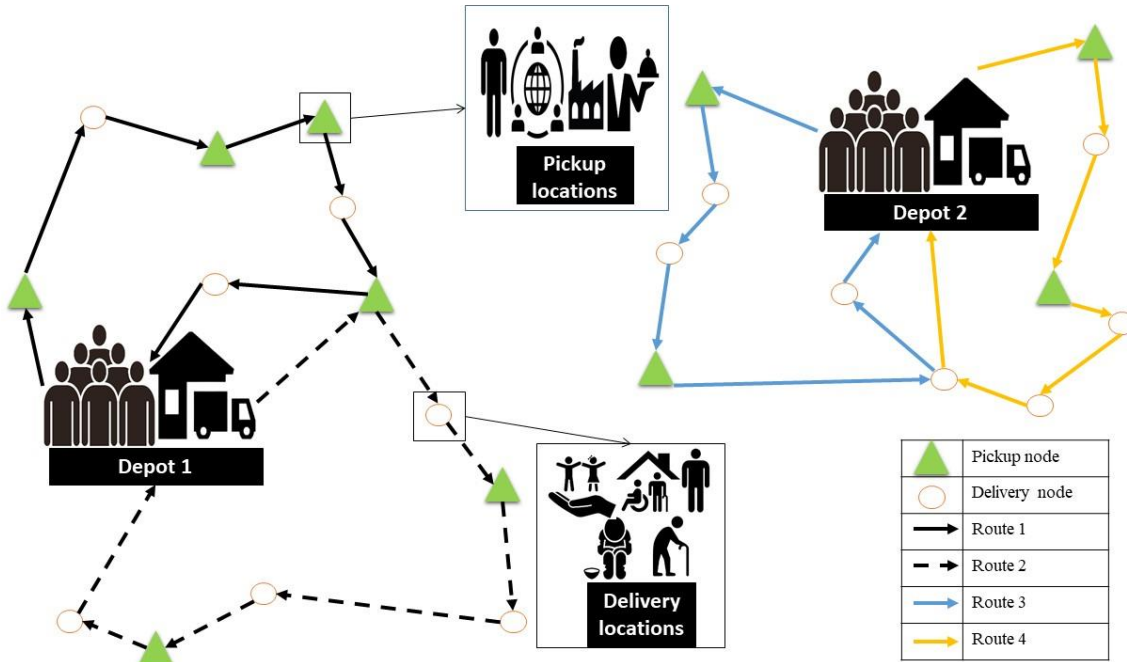 Pickup
locations
Depot 2
Depot 1
Delivery
locations
Pickup node
Delivery node
Route 1
Route 2
Route 3
Route 4